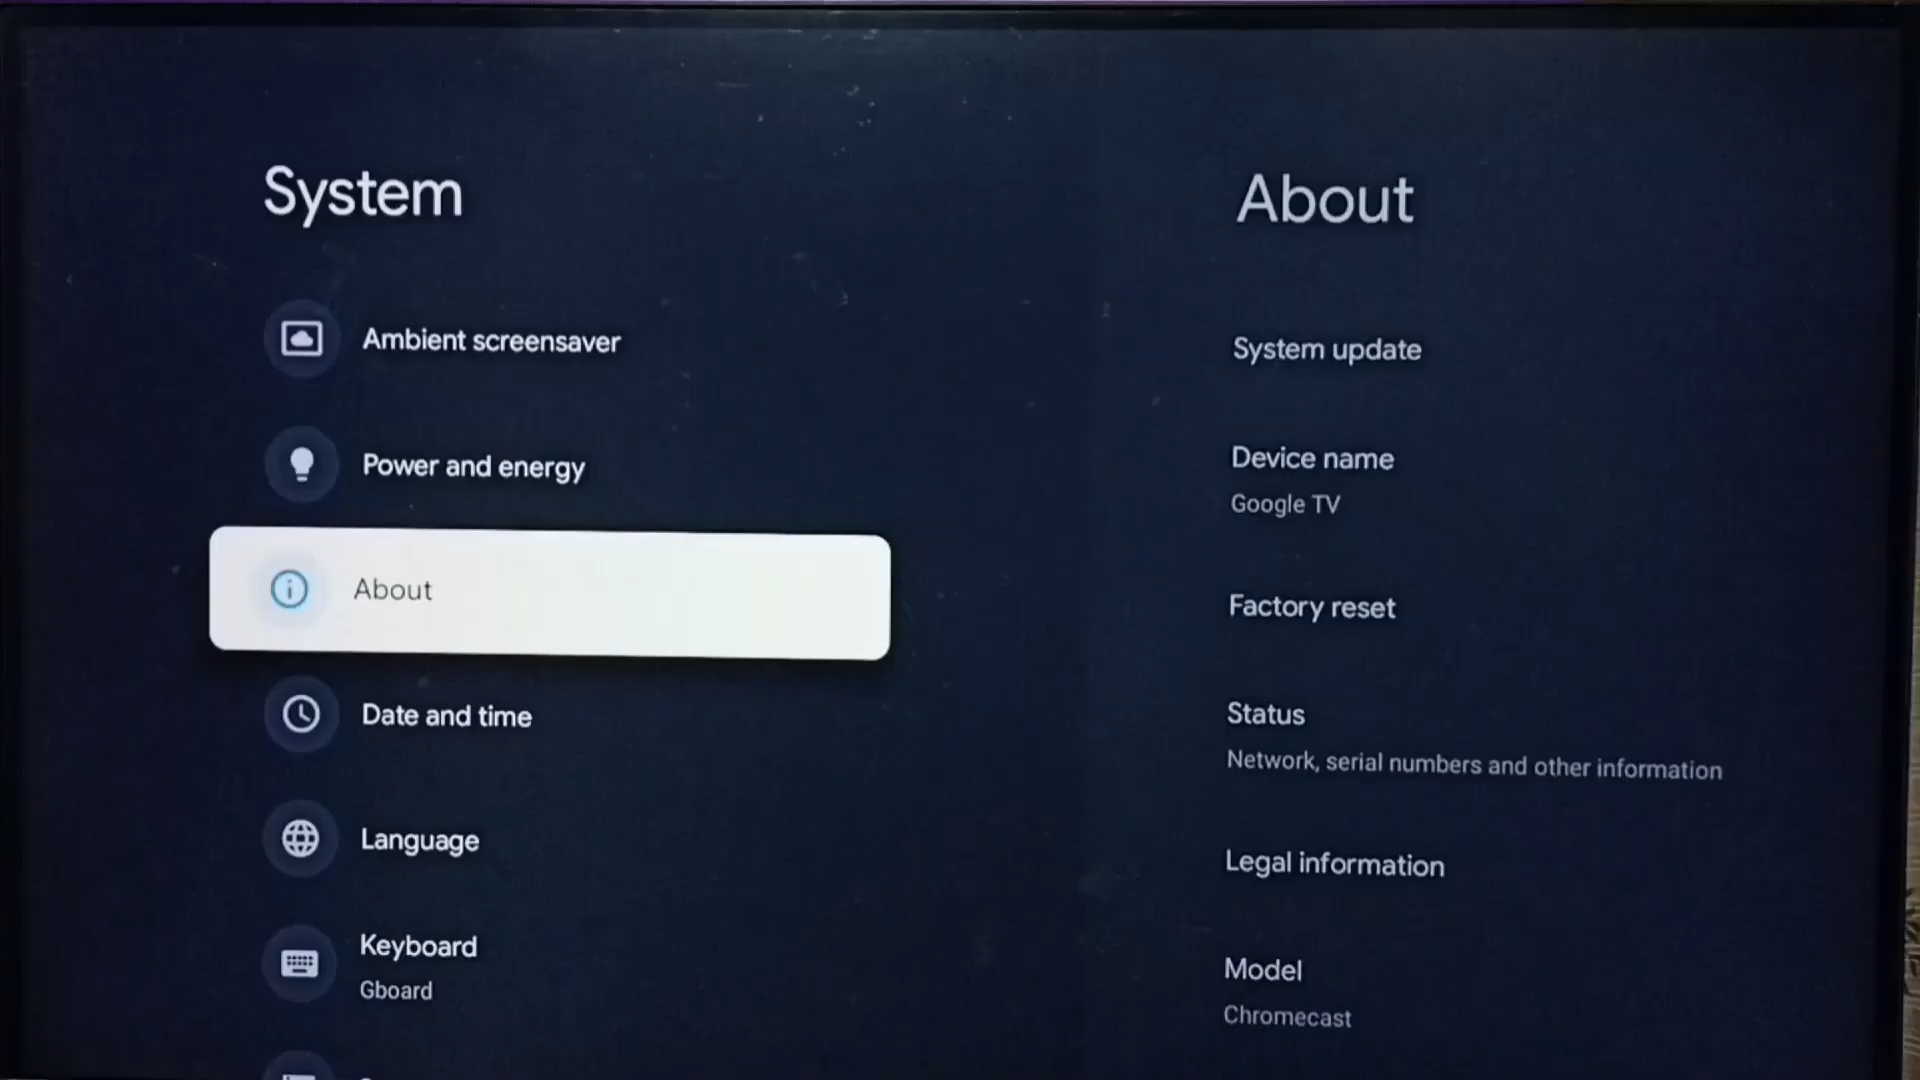 System
Ambient screensaver
Power and energy
About
Date and time
Language
Keyboard
Gboard
About
System update
Device name
Google TV
Factory reset
Status
Network, serial numbers and other information
Legal information
Model
Chromecast